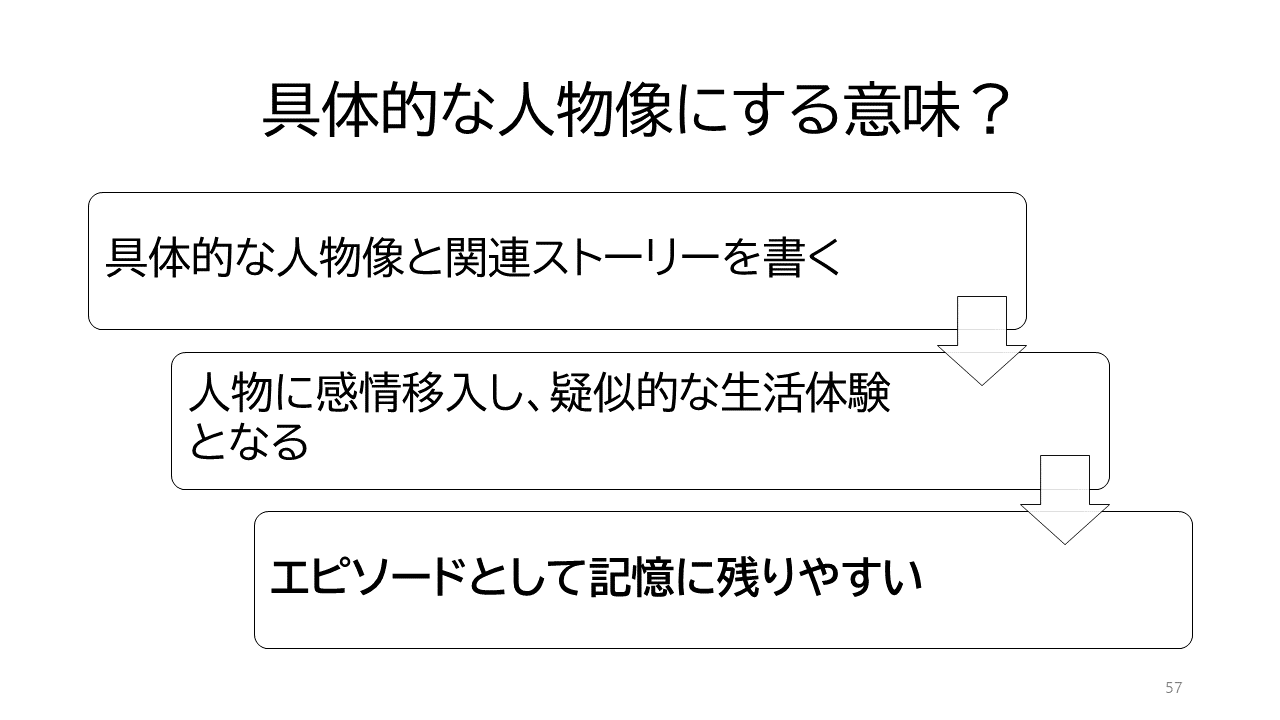 具体的な人物像にする意味？
具体的な人物像と関連ストーリーを書く
人物に感情移入し、疑似的な生活体験
となる
エピソードとして記憶に残りやすい
57